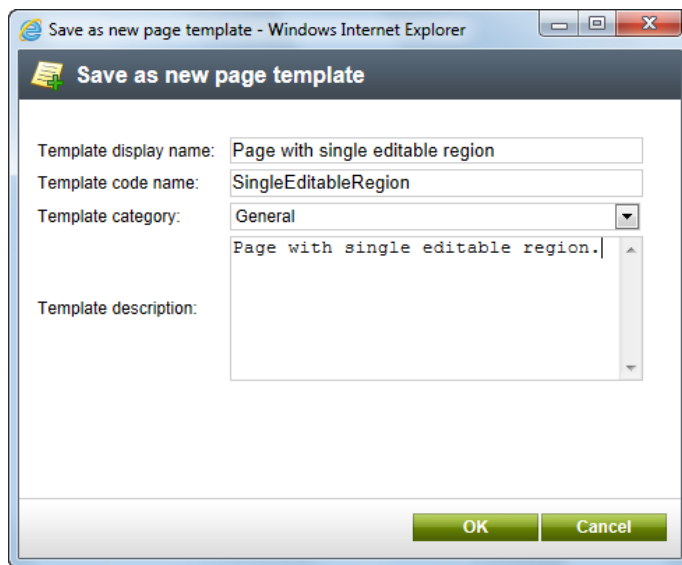 Save as new page template - Windows Internet Explorer
Save as new page template
Template display name: Page with single editable region
Template code name: SingleEditableRegion
Template category: General
Page with single editable region.
Template description:
OK Cancel